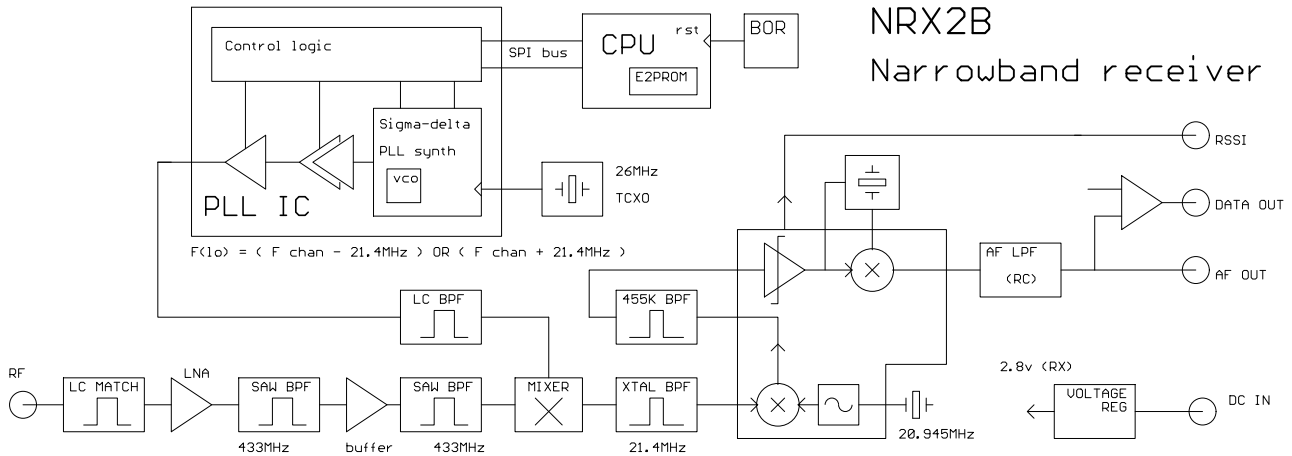 NRX2B
Narrowband receiver
Control logic
SPI bus
CPU
rst
E2PROM
BOR
Sigma-delta
PLL synth
vco
PLL IC
26MHz
TCXO
F(lo) = ( F chan - 21.4MHz ) OR ( F chan + 21.4MHz )
RSSI
DATA OUT
AF LPF
(RC)
AF OUT
LC BPF
455K BPF
RF
LC MATCH
LNA
SAW BPF
433MHz
buffer
SAW BPF
433MHz
MIXER
XTAL BPF
21.4MHz
20.945MHz
2.8v (RX)
VOLTAGE
REG
DC IN